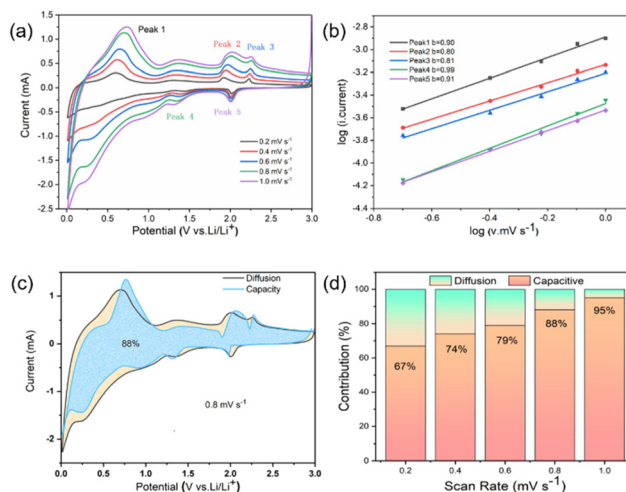 (a)
Peak 1
Peak 2
Peak 3
Peak 4
Peak 5
0.2 mV s⁻¹
0.4 mV s⁻¹
0.6 mV s⁻¹
0.8 mV s⁻¹
1.0 mV s⁻¹
1.5
1.0
0.5
0.0
-0.5
-1.0
-1.5
-2.0
-2.5
Current (mA)
0.0 0.5 1.0 1.5 2.0 2.5 3.0
Potential (V vs.Li/Li⁺)
(b)
Peak1 b=0.90
Peak2 b=0.80
Peak3 b=0.81
Peak4 b=0.99
Peak5 b=0.91
-2.4
-2.8
-3.2
-3.6
-4.0
-4.4
log (i.current)
-0.8 -0.6 -0.4 -0.2 0.0
log (v.mV s⁻¹)
(c)
Diffusion
Capacity
88%
0.8 mV s⁻¹
1
0
-1
-2
Current (mA)
0.0 0.5 1.0 1.5 2.0 2.5 3.0
Potential (V vs.Li/Li⁺)
(d)
Diffusion Capacitive
100
80
60
40
20
0
Contribution (%)
67%
74%
79%
88%
95%
0.2 0.4 0.6 0.8 1.0
Scan Rate (mV s⁻¹)